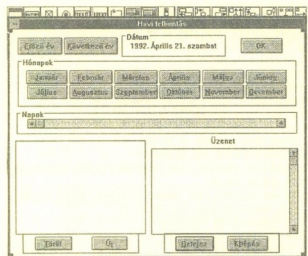 Havi felbontás
Előző év Következő év
Dátum
1992. Április 21. szombat
OK
Hónapok
Január Február Március Április Május Június
Július Augusztus Szeptember Október November December
Napok
Üzenet
Töröl Új Befejez Kilépés